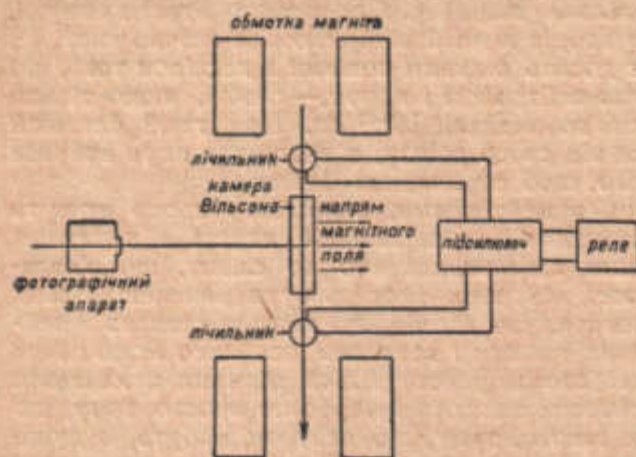 обмотка магніта
лічильник
камера
Вільсона
напрям
магнітного
поля
підсилювач
реле
фотографічний
апарат
лічильник